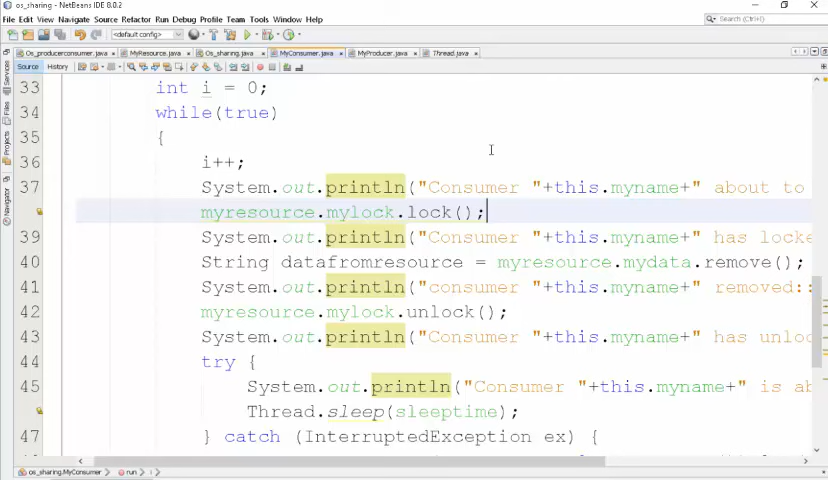 os_sharing - NetBeans IDE 8.0.2
File Edit View Navigate Source Refactor Run Debug Profile Team Tools Window Help
Search (Ctrl+I)
<default config>
Os_producerconsumer.java MyResource.java Os_sharing.java MyConsumer.java MyProducer.java Thread.java
Source History
Services
Files
Projects
Navigator
33 int i = 0;
34 while(true)
35 {
36 i++;
37 System.out.println("Consumer "+this.myname+" about to
myresource.mylock.lock();
39 System.out.println("Consumer "+this.myname+" has locke
40 String datafromresource = myresource.mydata.remove();
41 System.out.println("consumer "+this.myname+" removed::
42 myresource.mylock.unlock();
43 System.out.println("Consumer "+this.myname+" has unloc
44 try {
45 System.out.println("Consumer "+this.myname+" is ab
Thread.sleep(sleeptime);
47 } catch (InterruptedException ex) {
os_sharing.MyConsumer run i